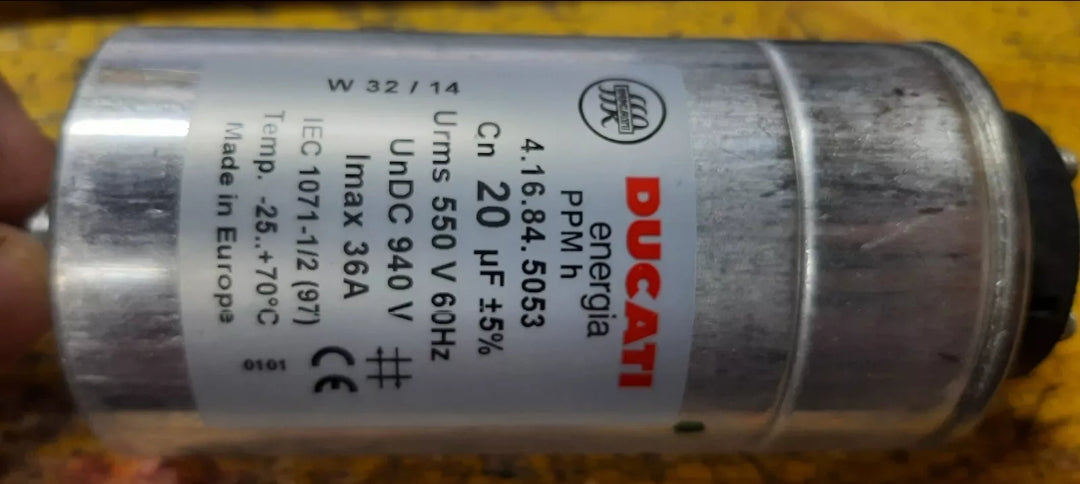 DUCATI
energia
PPM h
4.16.84.5053
Cn 20 µF ±5%
Urms 550 V 60Hz
UnDC 940 V
Imax 36A
IEC 1071-1/2 (97)
Temp. -25..+70°C
Made in Europe
CE
0101
W 32 / 14